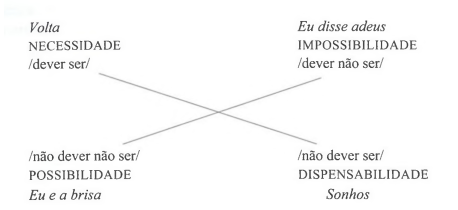 Volta
NECESSIDADE
/dever ser/
Eu disse adeus
IMPOSSIBILIDADE
/dever não ser/
/não dever não ser/
POSSIBILIDADE
Eu e a brisa
/não dever ser/
DISPENSABILIDADE
Sonhos